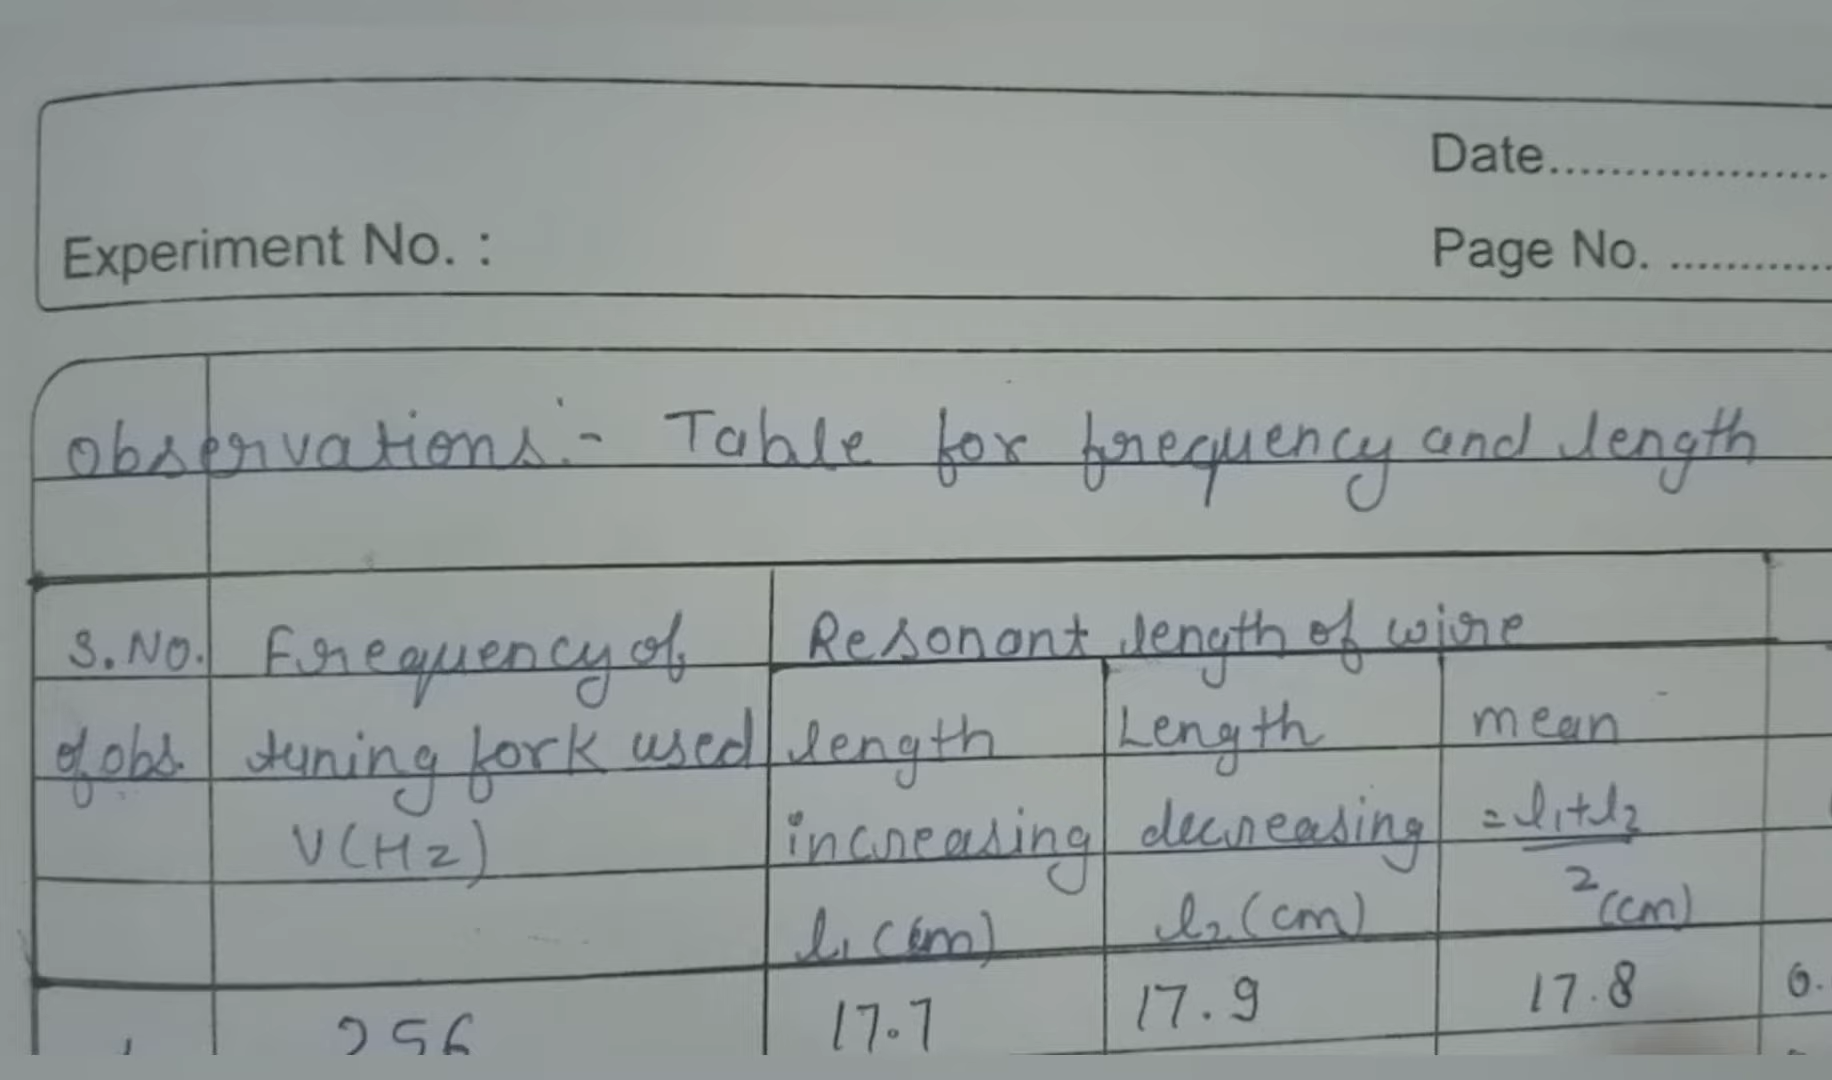 Date....................
Experiment No. :
Page No. ............
Observations:- Table for frequency and length
S.No. of obs.
Frequency of tuning fork used ν(Hz)
Resonant length of wire
length increasing l₁ (cm)
Length decreasing l₂ (cm)
mean = l₁+l₂ / 2 (cm)
1 256 17.7 17.9 17.8 0.